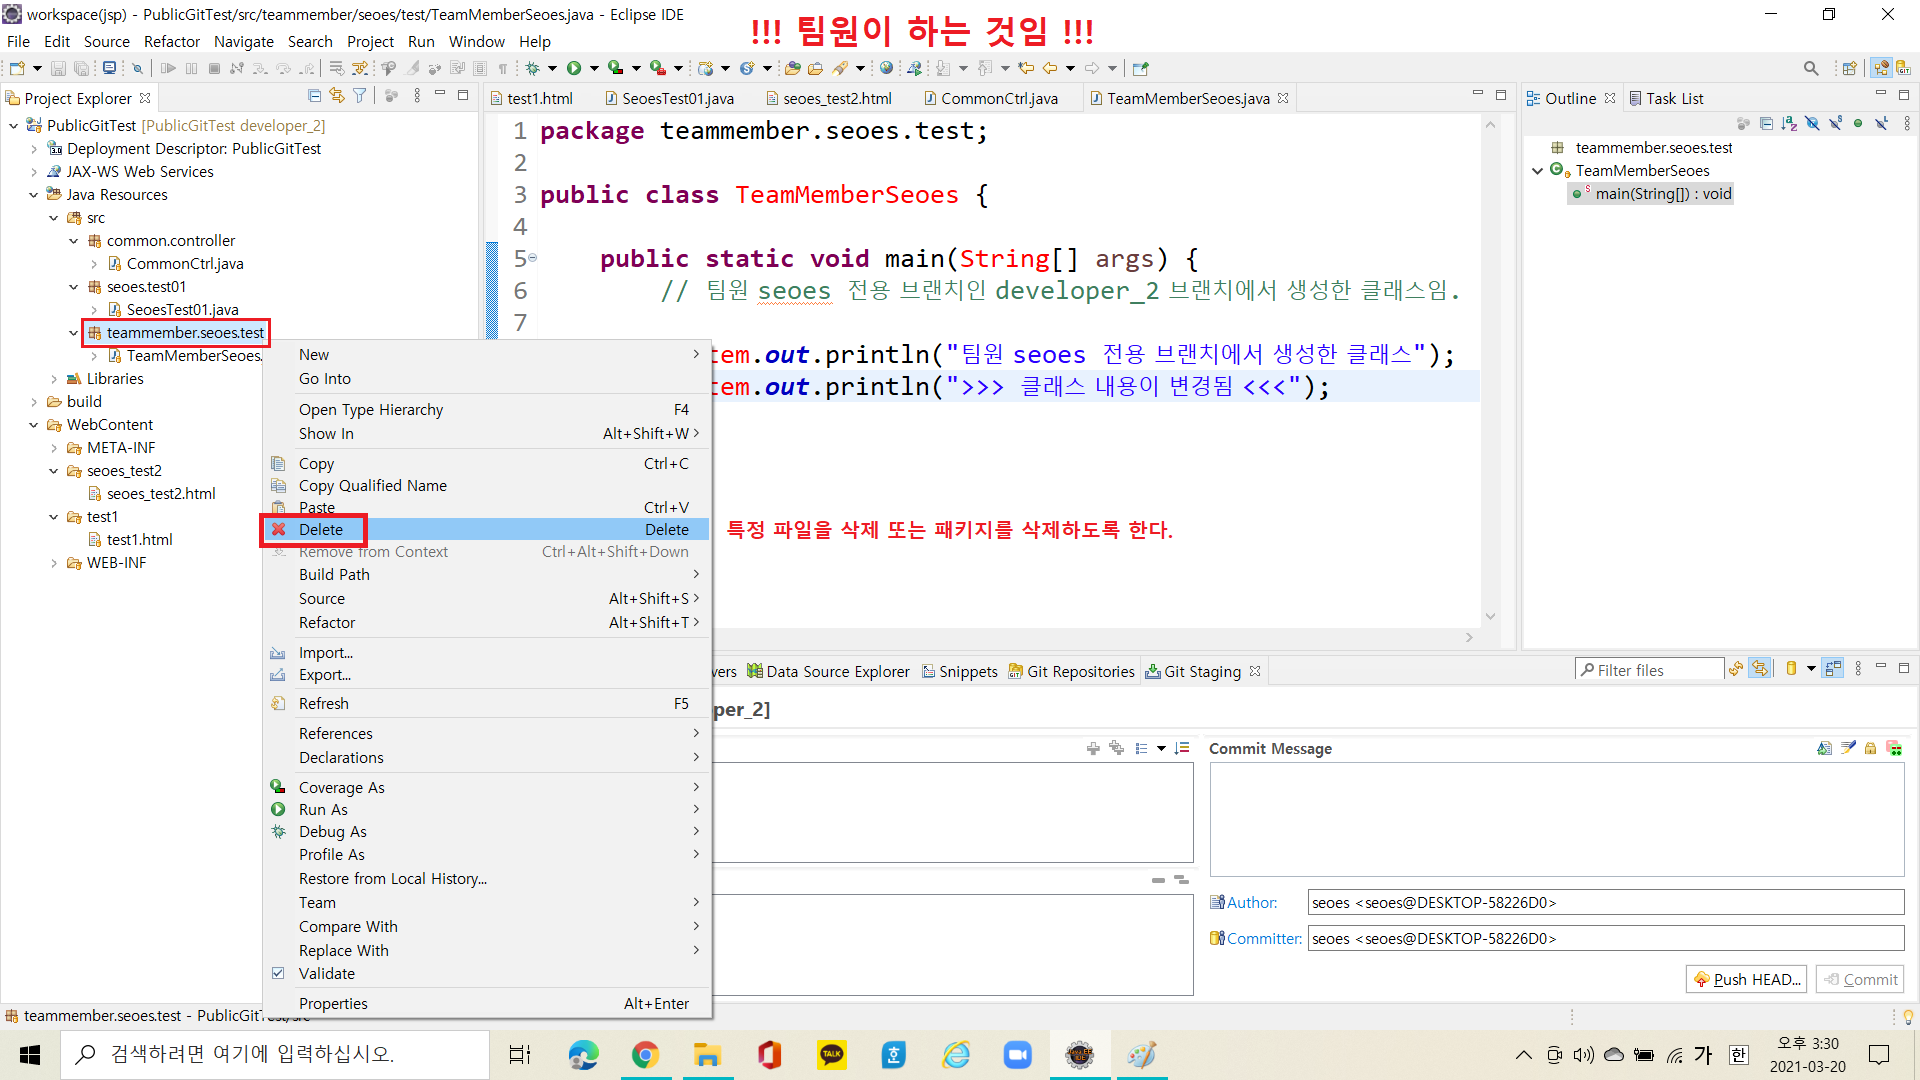 workspace(jsp) - PublicGitTest/src/teammember/seoes/test/TeamMemberSeoes.java - Eclipse IDE
!!! 팀원이 하는 것임 !!!
File Edit Source Refactor Navigate Search Project Run Window Help
Project Explorer
PublicGitTest [PublicGitTest developer_2]
Deployment Descriptor: PublicGitTest
JAX-WS Web Services
Java Resources
src
common.controller
CommonCtrl.java
seoes.test01
SeoesTest01.java
teammember.seoes.test
TeamMemberSeoes.
Libraries
build
WebContent
META-INF
seoes_test2
seoes_test2.html
test1
test1.html
WEB-INF
New
Go Into
Open Type Hierarchy F4
Show In Alt+Shift+W
Copy Ctrl+C
Copy Qualified Name
Paste Ctrl+V
Delete Delete
Remove from Context Ctrl+Alt+Shift+Down
Build Path
Source Alt+Shift+S
Refactor Alt+Shift+T
Import...
Export...
Refresh F5
References
Declarations
Coverage As
Run As
Debug As
Profile As
Restore from Local History...
Team
Compare With
Replace With
Validate
Properties Alt+Enter
test1.html SeoesTest01.java seoes_test2.html CommonCtrl.java TeamMemberSeoes.java
1 package teammember.seoes.test;
2
3 public class TeamMemberSeoes {
4
5 public static void main(String[] args) {
6 // 팀원 seoes 전용 브랜치인 developer_2 브랜치에서 생성한 클래스임.
7
tem.out.println("팀원 seoes 전용 브랜치에서 생성한 클래스");
tem.out.println(">>> 클래스 내용이 변경됨 <<<");
특정 파일을 삭제 또는 패키지를 삭제하도록 한다.
Outline Task List
teammember.seoes.test
TeamMemberSeoes
main(String[]) : void
vers Data Source Explorer Snippets Git Repositories Git Staging
Filter files
per_2]
Commit Message
Author: seoes <seoes@DESKTOP-58226D0>
Committer: seoes <seoes@DESKTOP-58226D0>
Push HEAD... Commit
teammember.seoes.test - PublicGitTest/src
검색하려면 여기에 입력하십시오.
TALK
가 한
오후 3:30
2021-03-20